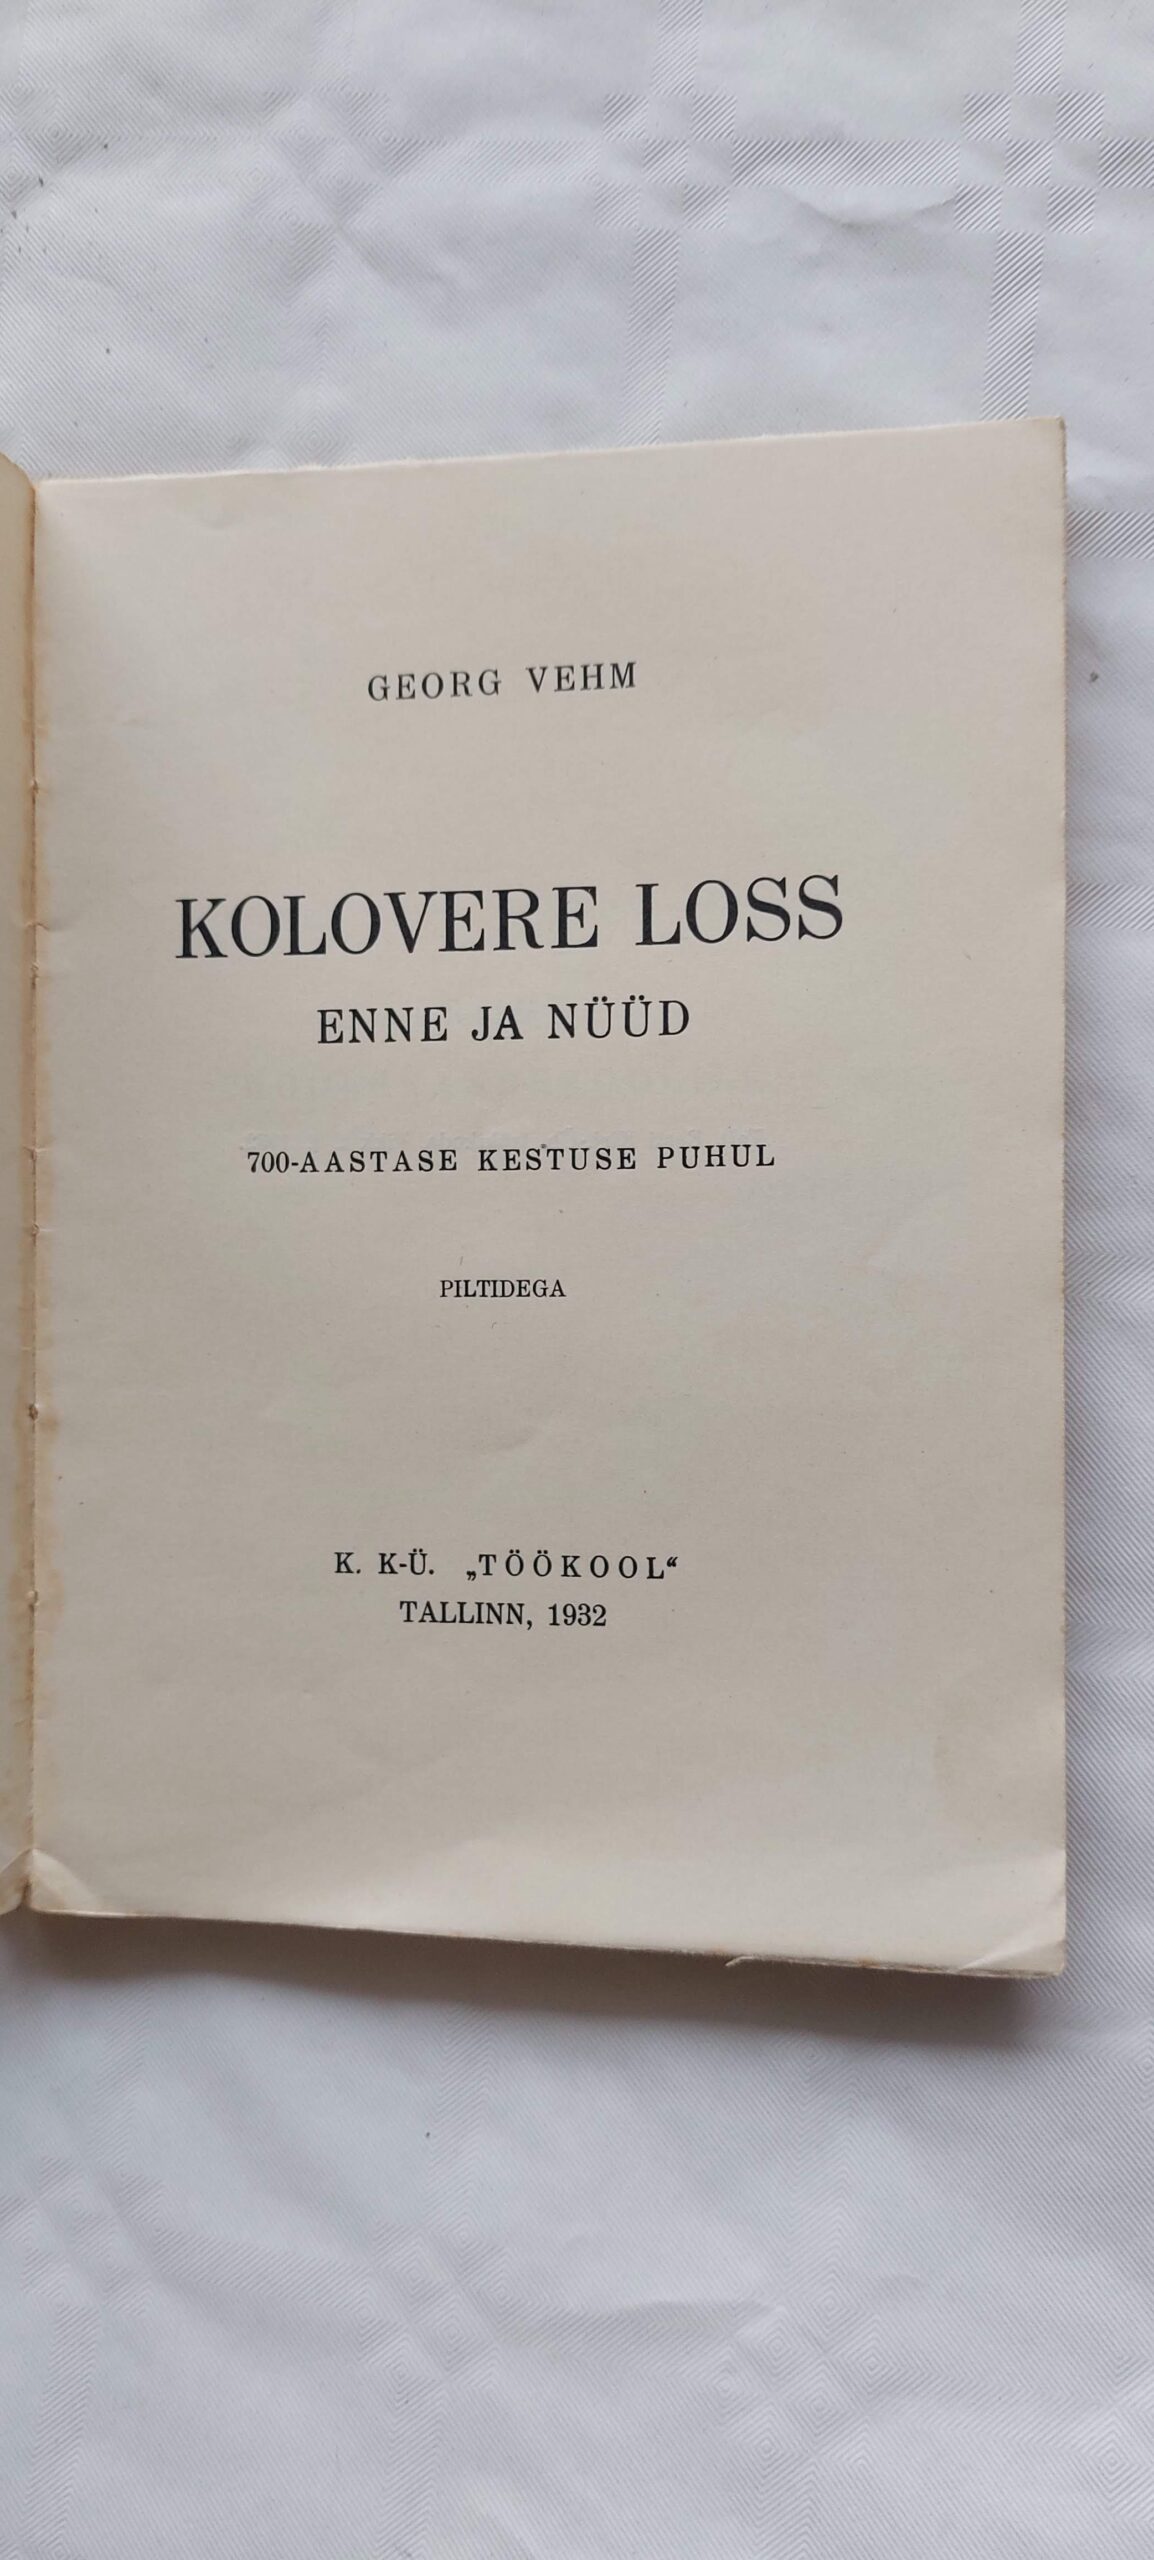 GEORG VEHM
KOLOVERE LOSS
ENNE JA NÜÜD
700-AASTASE KESTUSE PUHUL
PILTIDEGA
K. K-Ü. „TÖÖKOOL“
TALLINN, 1932